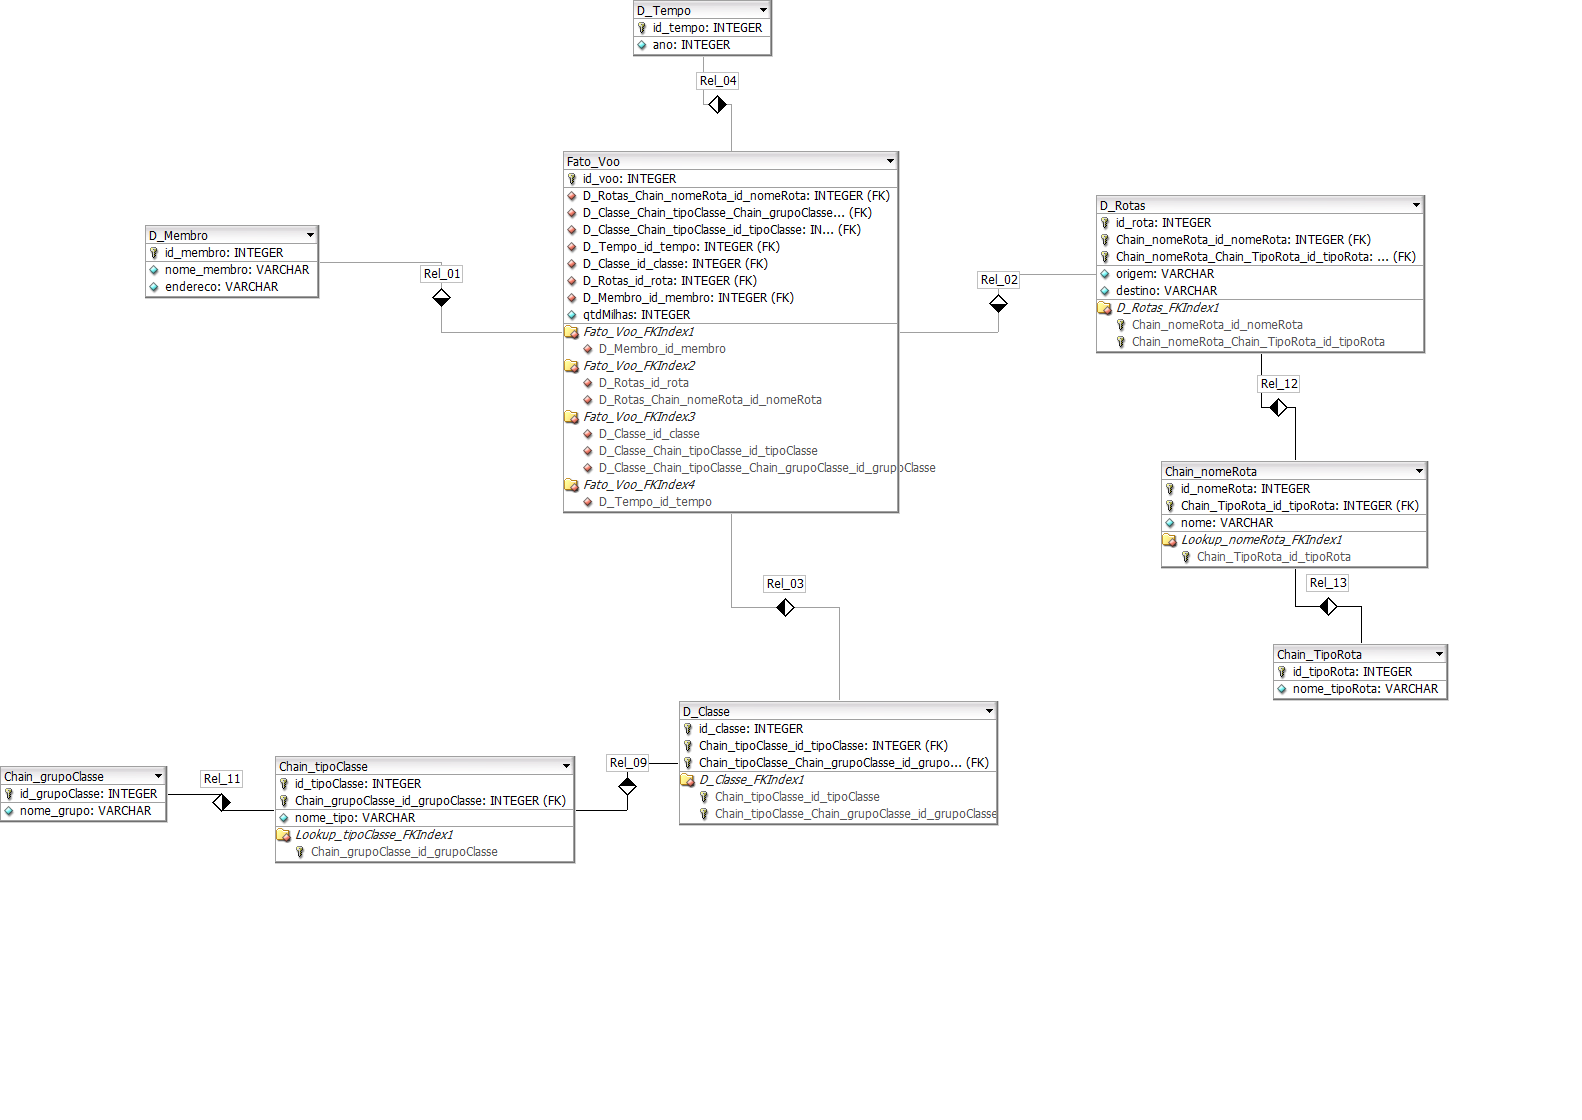 D_Tempo
id_tempo: INTEGER
ano: INTEGER
Rel_04
Fato_Voo
id_voo: INTEGER
D_Rotas_Chain_nomeRota_id_nomeRota: INTEGER (FK)
D_Classe_Chain_tipoClasse_Chain_grupoClasse... (FK)
D_Classe_Chain_tipoClasse_id_tipoClasse: IN... (FK)
D_Tempo_id_tempo: INTEGER (FK)
D_Classe_id_classe: INTEGER (FK)
D_Rotas_id_rota: INTEGER (FK)
D_Membro_id_membro: INTEGER (FK)
qtdMilhas: INTEGER
Fato_Voo_FKIndex1
D_Membro_id_membro
Fato_Voo_FKIndex2
D_Rotas_id_rota
D_Rotas_Chain_nomeRota_id_nomeRota
Fato_Voo_FKIndex3
D_Classe_id_classe
D_Classe_Chain_tipoClasse_id_tipoClasse
D_Classe_Chain_tipoClasse_Chain_grupoClasse_id_grupoClasse
Fato_Voo_FKIndex4
D_Tempo_id_tempo
D_Membro
id_membro: INTEGER
nome_membro: VARCHAR
endereco: VARCHAR
Rel_01
Rel_02
D_Rotas
id_rota: INTEGER
Chain_nomeRota_id_nomeRota: INTEGER (FK)
Chain_nomeRota_Chain_TipoRota_id_tipoRota: ... (FK)
origem: VARCHAR
destino: VARCHAR
D_Rotas_FKIndex1
Chain_nomeRota_id_nomeRota
Chain_nomeRota_Chain_TipoRota_id_tipoRota
Rel_12
Chain_nomeRota
id_nomeRota: INTEGER
Chain_TipoRota_id_tipoRota: INTEGER (FK)
nome: VARCHAR
Lookup_nomeRota_FKIndex1
Chain_TipoRota_id_tipoRota
Rel_13
Chain_TipoRota
id_tipoRota: INTEGER
nome_tipoRota: VARCHAR
Rel_03
D_Classe
id_classe: INTEGER
Chain_tipoClasse_id_tipoClasse: INTEGER (FK)
Chain_tipoClasse_Chain_grupoClasse_id_grupo... (FK)
D_Classe_FKIndex1
Chain_tipoClasse_id_tipoClasse
Chain_tipoClasse_Chain_grupoClasse_id_grupoClasse
Rel_09
Chain_tipoClasse
id_tipoClasse: INTEGER
Chain_grupoClasse_id_grupoClasse: INTEGER (FK)
nome_tipo: VARCHAR
Lookup_tipoClasse_FKIndex1
Chain_grupoClasse_id_grupoClasse
Rel_11
Chain_grupoClasse
id_grupoClasse: INTEGER
nome_grupo: VARCHAR